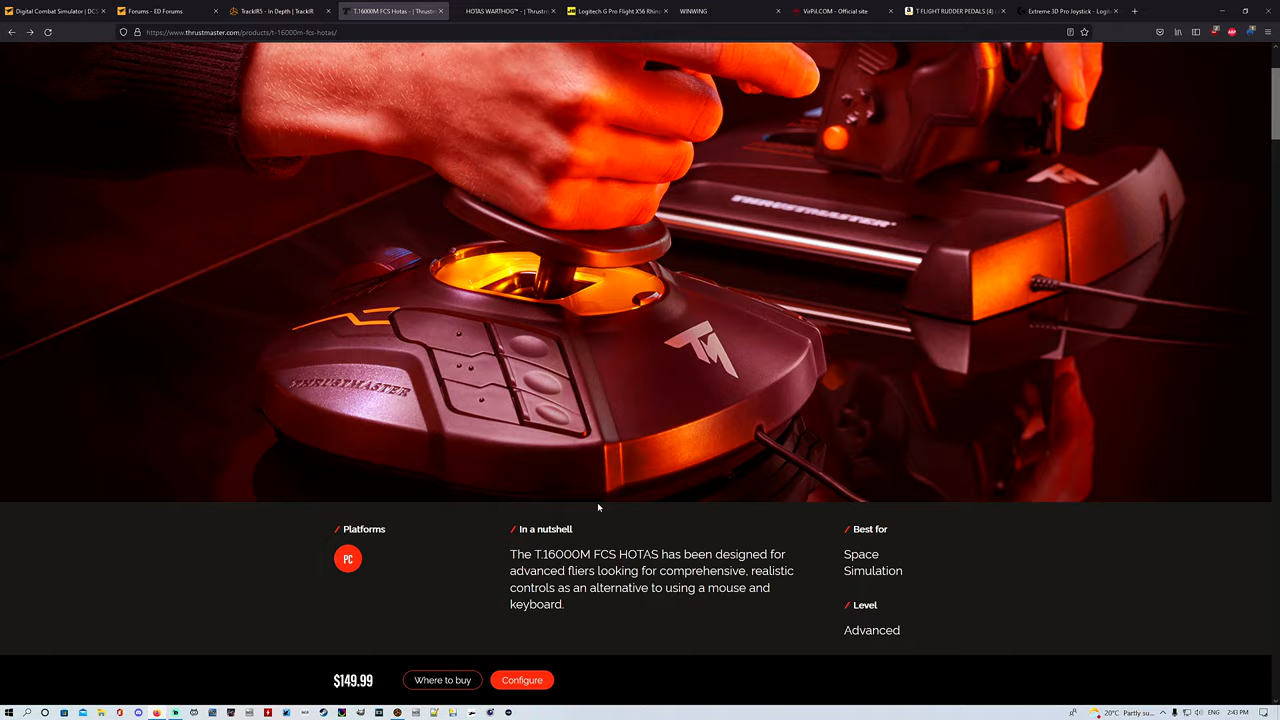 Digital Combat Simulator | DCS
Forums - ED Forums
TrackIR5 - In Depth | TrackIR
T.16000M FCS Hotas - | Thrustm
HOTAS WARTHOG™ - | Thrustm
Logitech G Pro Flight X56 Rhin
WINWING
VirPil.COM - Official site
T FLIGHT RUDDER PEDALS (4)
Extreme 3D Pro Joystick - Logit
https://www.thrustmaster.com/products/t-16000m-fcs-hotas/
THRUSTMASTER
TM
THRUSTMASTER
/ Platforms
PC
/ In a nutshell
The T.16000M FCS HOTAS has been designed for
advanced fliers looking for comprehensive, realistic
controls as an alternative to using a mouse and
keyboard.
/ Best for
Space
Simulation
/ Level
Advanced
$149.99
Where to buy
Configure
20°C Partly su...
ENG
2:43 PM